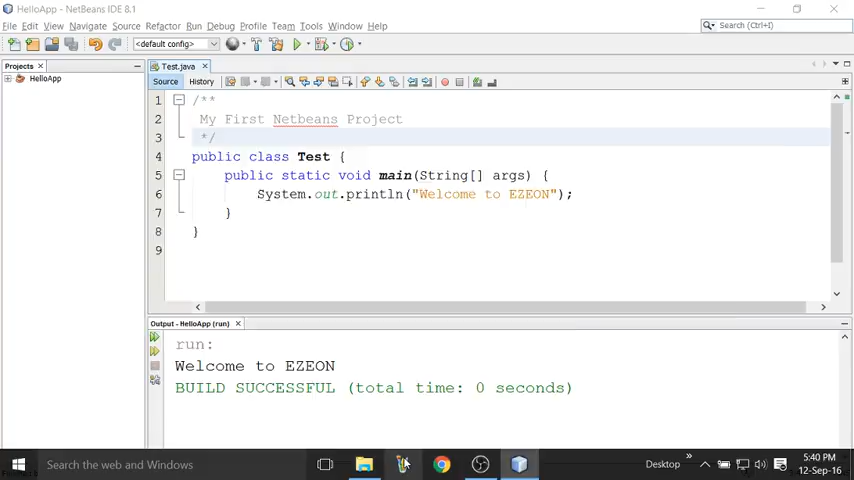 HelloApp - NetBeans IDE 8.1
File Edit View Navigate Source Refactor Run Debug Profile Team Tools Window Help
Search (Ctrl+I)
<default config>
Projects
Test.java
HelloApp
Source History
1 /**
2 My First Netbeans Project
3 */
4 public class Test {
5 public static void main(String[] args) {
6 System.out.println("Welcome to EZEON");
7 }
8 }
9
Output - HelloApp (run)
run:
Welcome to EZEON
BUILD SUCCESSFUL (total time: 0 seconds)
Search the web and Windows
Desktop
5:40 PM
12-Sep-16